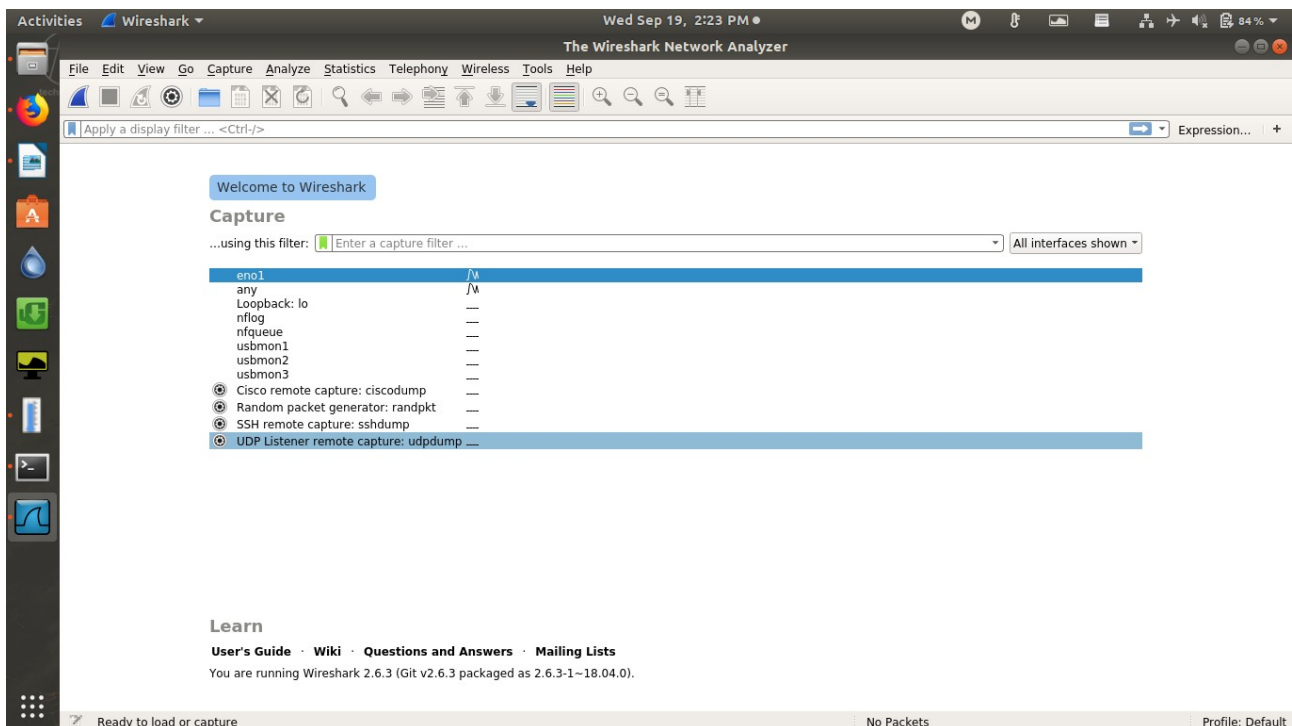 Activities Wireshark Wed Sep 19, 2:23 PM 84 %
The Wireshark Network Analyzer
File Edit View Go Capture Analyze Statistics Telephony Wireless Tools Help
Apply a display filter ... <Ctrl-/> Expression... +
Welcome to Wireshark
Capture
...using this filter: Enter a capture filter ... All interfaces shown
eno1
any
Loopback: lo
nflog
nfqueue
usbmon1
usbmon2
usbmon3
Cisco remote capture: ciscodump
Random packet generator: randpkt
SSH remote capture: sshdump
UDP Listener remote capture: udpdump
Learn
User's Guide · Wiki · Questions and Answers · Mailing Lists
You are running Wireshark 2.6.3 (Git v2.6.3 packaged as 2.6.3-1~18.04.0).
Ready to load or capture No Packets Profile: Default